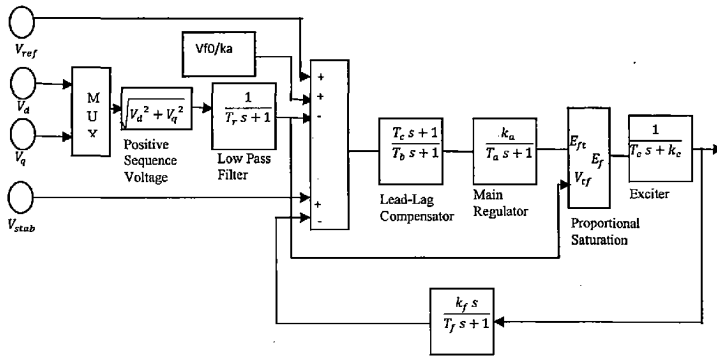 V_ref
V_d
V_q
V_stab
M
U
X
√(V_d² + V_q²)
Positive
Sequence
Voltage
1
T_r s + 1
Low Pass
Filter
Vf0/ka
+
+
-
+
-
T_c s + 1
T_b s + 1
Lead-Lag
Compensator
k_a
T_a s + 1
Main
Regulator
E_ft
E_f
V_tf
Proportional
Saturation
1
T_e s + k_e
Exciter
k_f s
T_f s + 1